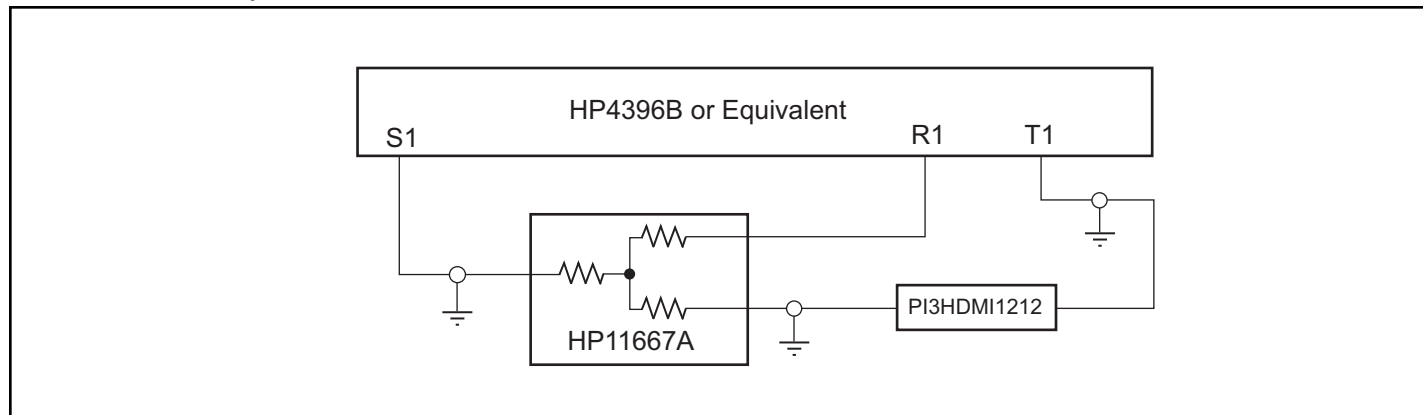 HP4396B or Equivalent
S1
R1
T1
PI3HDMI1212
HP11667A